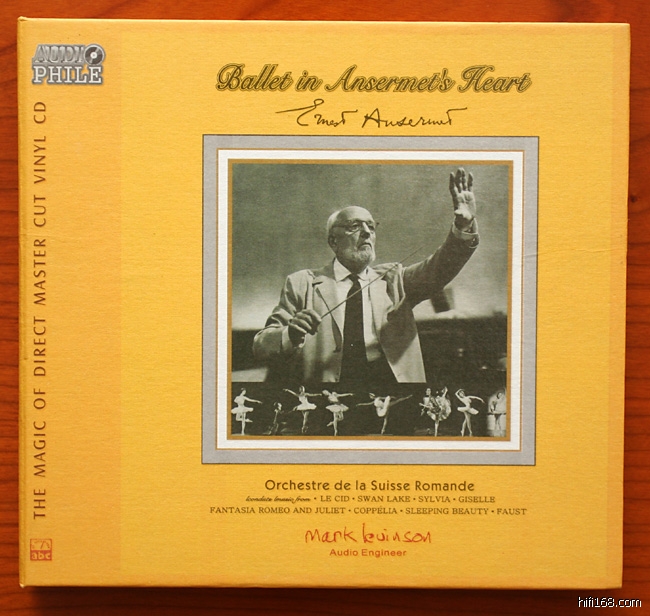 AUDIO
PHILE
THE MAGIC OF DIRECT MASTER CUT VINYL CD
abc
Ballet in Ansermet's Heart
Ernest Ansermet
Orchestre de la Suisse Romande
LE CID • SWAN LAKE • SYLVIA • GISELLE
FANTASIA ROMEO AND JULIET • COPPÉLIA • SLEEPING BEAUTY • FAUST
Mark Levinson
Audio Engineer
hifi168.com